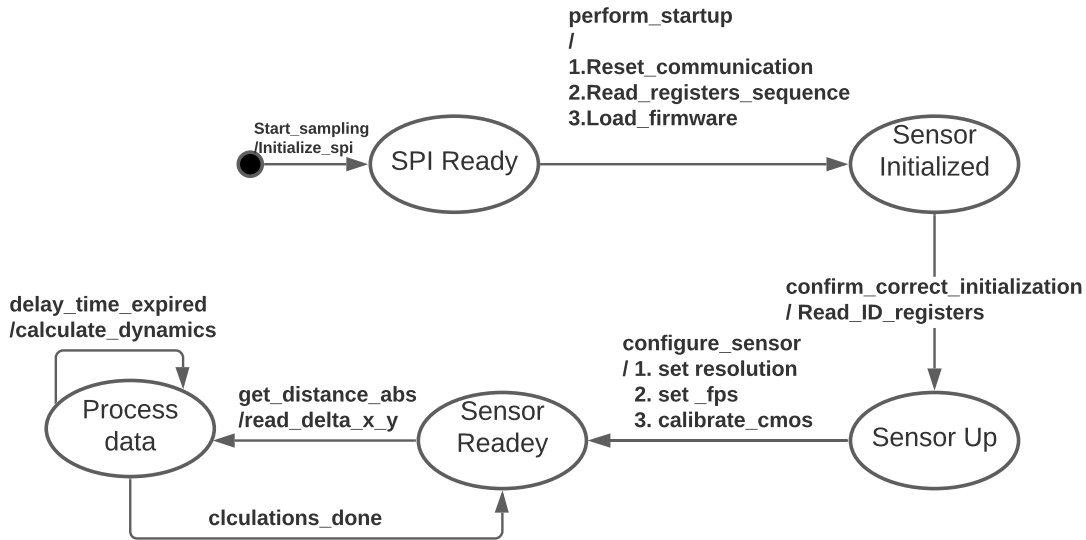 perform_startup
/
1.Reset_communication
2.Read_registers_sequence
3.Load_firmware
Start_sampling
/Initialize_spi
SPI Ready
Sensor
Initialized
confirm_correct_initialization
/ Read_ID_registers
delay_time_expired
/calculate_dynamics
configure_sensor
/ 1. set resolution
2. set _fps
3. calibrate_cmos
get_distance_abs
/read_delta_x_y
Process
data
Sensor
Readey
Sensor Up
clculations_done